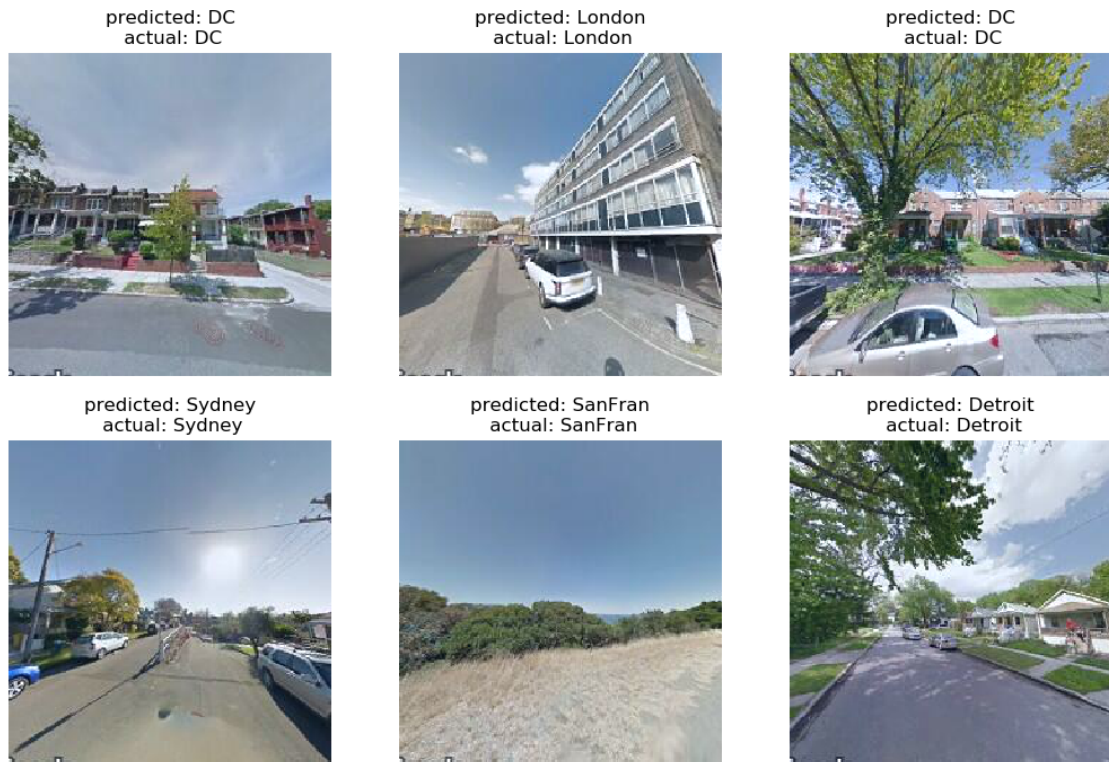 predicted: DC
actual: DC
predicted: London
actual: London
predicted: DC
actual: DC
predicted: Sydney
actual: Sydney
predicted: SanFran
actual: SanFran
predicted: Detroit
actual: Detroit